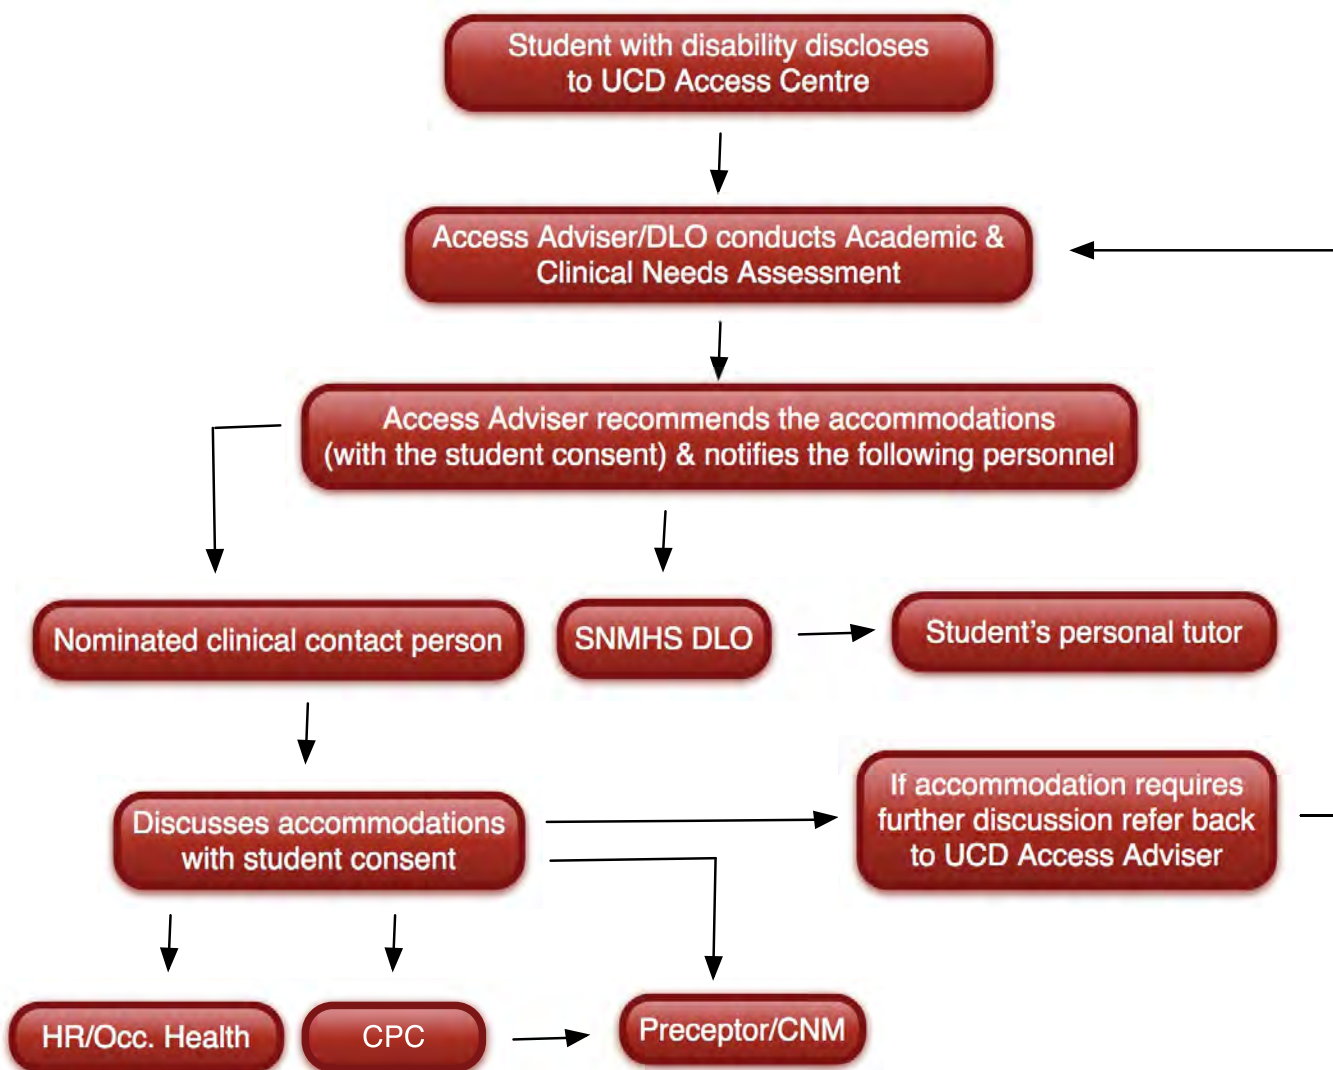 Student with disability discloses
to UCD Access Centre
Access Adviser/DLO conducts Academic &
Clinical Needs Assessment
Access Adviser recommends the accommodations
(with the student consent) & notifies the following personnel
Nominated clinical contact person
SNMHS DLO
Student's personal tutor
Discusses accommodations
with student consent
If accommodation requires
further discussion refer back
to UCD Access Adviser
HR/Occ. Health
CPC
Preceptor/CNM